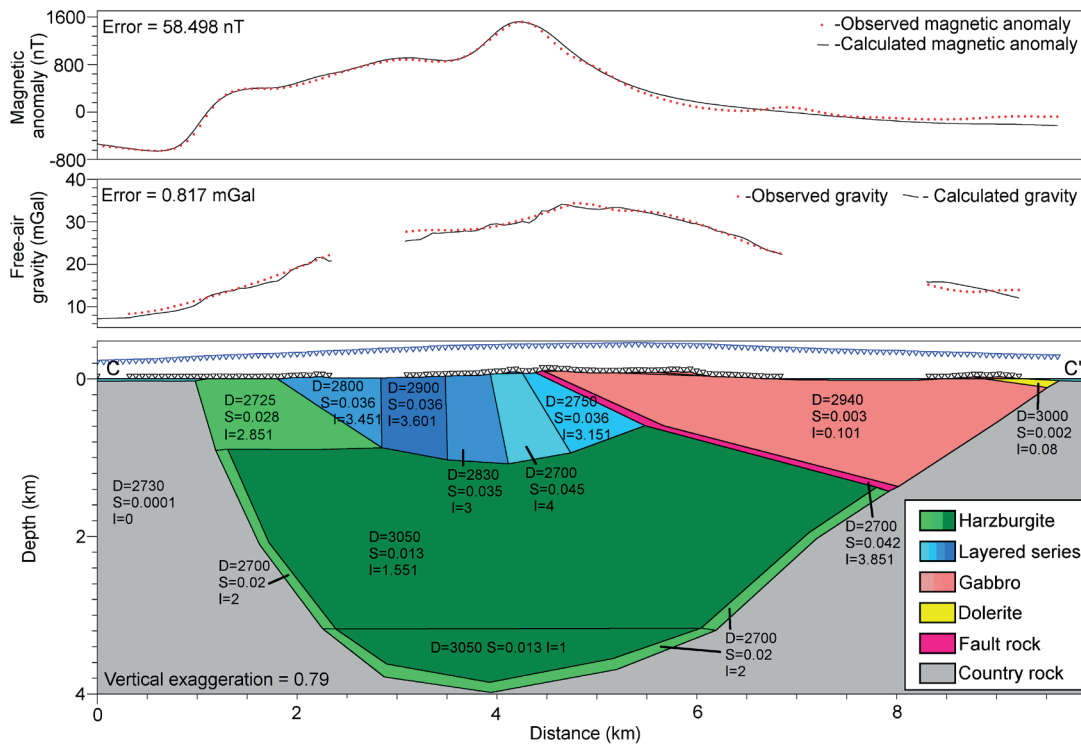 Error = 58.498 nT
-Observed magnetic anomaly
-Calculated magnetic anomaly
Magnetic
anomaly (nT)
1600
800
0
-800
Error = 0.817 mGal
-Observed gravity
- Calculated gravity
Free-air
gravity (mGal)
40
30
20
10
C
C'
Depth (km)
0
2
4
D=2725
S=0.028
I=2.851
D=2800
S=0.036
I=3.451
D=2900
S=0.036
I=3.601
D=2750
S=0.036
I=3.151
D=2940
S=0.003
I=0.101
D=3000
S=0.002
I=0.08
D=2830
S=0.035
I=3
D=2700
S=0.045
I=4
D=2730
S=0.0001
I=0
D=3050
S=0.013
I=1.551
D=2700
S=0.042
I=3.851
D=2700
S=0.02
I=2
D=3050 S=0.013 I=1
D=2700
S=0.02
I=2
Harzburgite
Layered series
Gabbro
Dolerite
Fault rock
Country rock
Vertical exaggeration = 0.79
0
2
4
6
8
Distance (km)